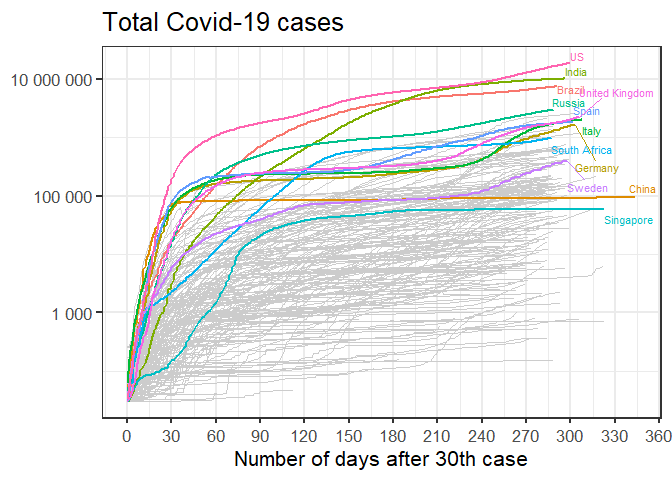 Total Covid-19 cases
10 000 000
100 000
1 000
US
India
Brazil
United Kingdom
Russia
Spain
Italy
South Africa
Germany
Sweden
China
Singapore
0 30 60 90 120 150 180 210 240 270 300 330 360
Number of days after 30th case